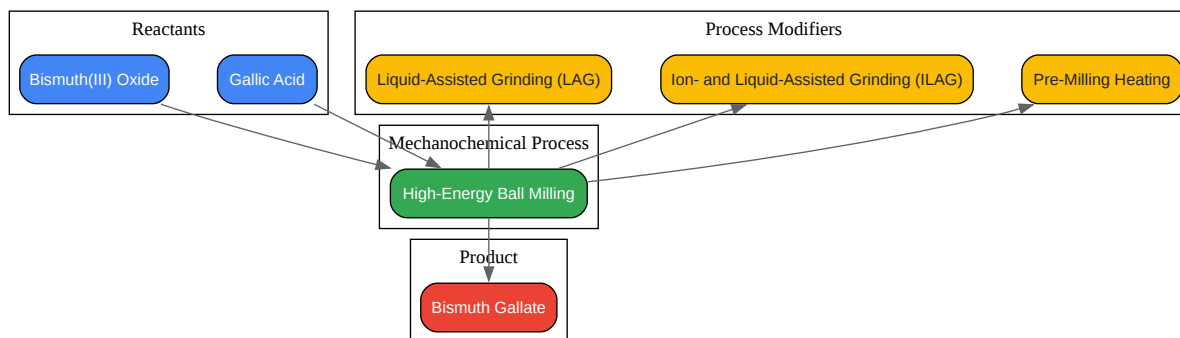 Reactants
Process Modifiers
Bismuth(III) Oxide
Gallic Acid
Liquid-Assisted Grinding (LAG)
Ion- and Liquid-Assisted Grinding (ILAG)
Pre-Milling Heating
Mechanochemical Process
High-Energy Ball Milling
Product
Bismuth Gallate